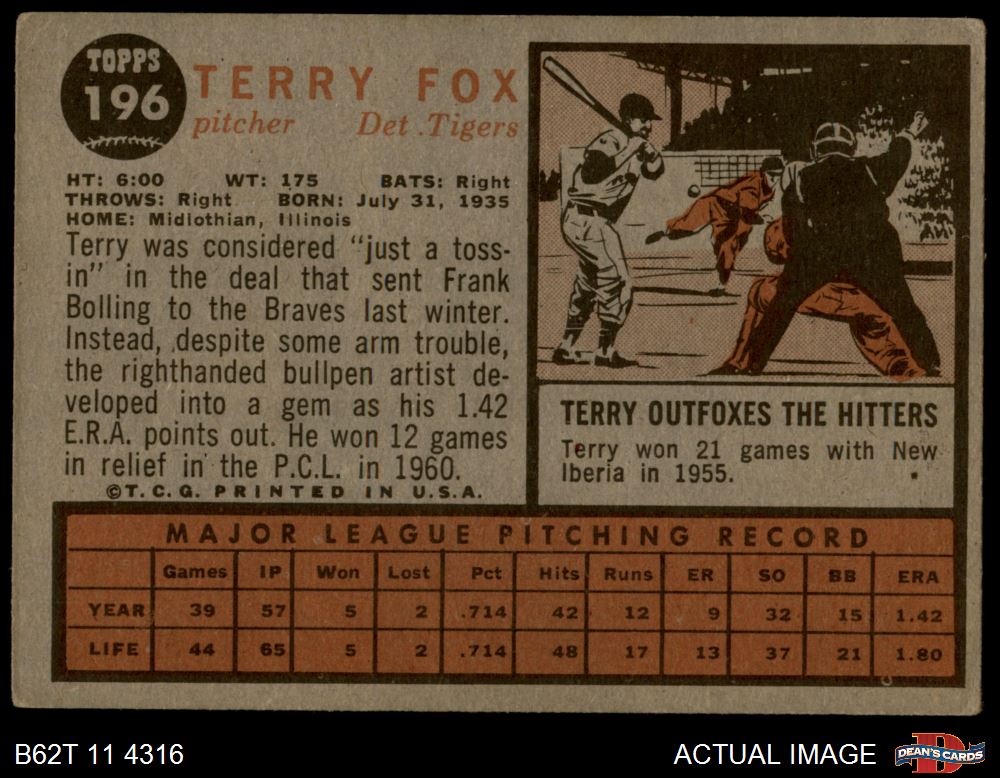 TOPPS
196
TERRY FOX
pitcher Det. Tigers
HT: 6:00 WT: 175 BATS: Right
THROWS: Right BORN: July 31, 1935
HOME: Midlothian, Illinois
Terry was considered "just a toss-
in" in the deal that sent Frank
Bolling to the Braves last winter.
Instead, despite some arm trouble,
the righthanded bullpen artist de-
veloped into a gem as his 1.42
E.R.A. points out. He won 12 games
in relief in the P.C.L. in 1960.
©T.C.G. PRINTED IN U.S.A.
TERRY OUTFOXES THE HITTERS
Terry won 21 games with New
Iberia in 1955.
MAJOR LEAGUE PITCHING RECORD
Games IP Won Lost Pct Hits Runs ER SO BB ERA
YEAR 39 57 5 2 .714 42 12 9 32 15 1.42
LIFE 44 65 5 2 .714 48 17 13 37 21 1.80
B62T 11 4316 ACTUAL IMAGE DEAN'S CARDS